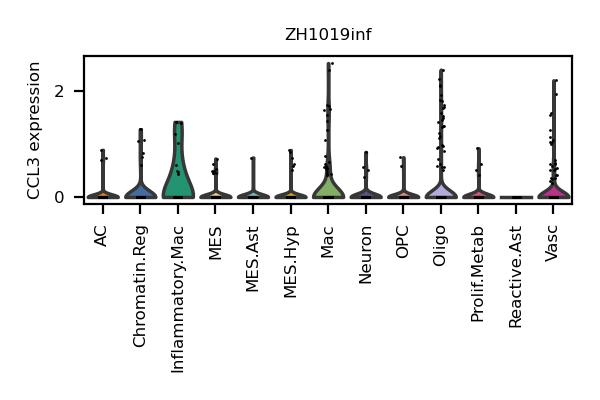 ZH1019inf
CCL3 expression
2
0
AC
Chromatin.Reg
Inflammatory.Mac
MES
MES.Ast
MES.Hyp
Mac
Neuron
OPC
Oligo
Prolif.Metab
Reactive.Ast
Vasc